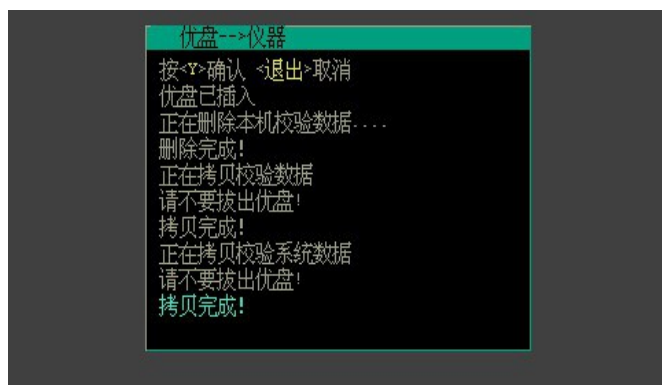 优盘-->仪器
按<Y>确认 <退出>取消
优盘已插入
正在删除本机校验数据....
删除完成!
正在拷贝校验数据
请不要拔出优盘!
拷贝完成!
正在拷贝校验系统数据
请不要拔出优盘!
拷贝完成!